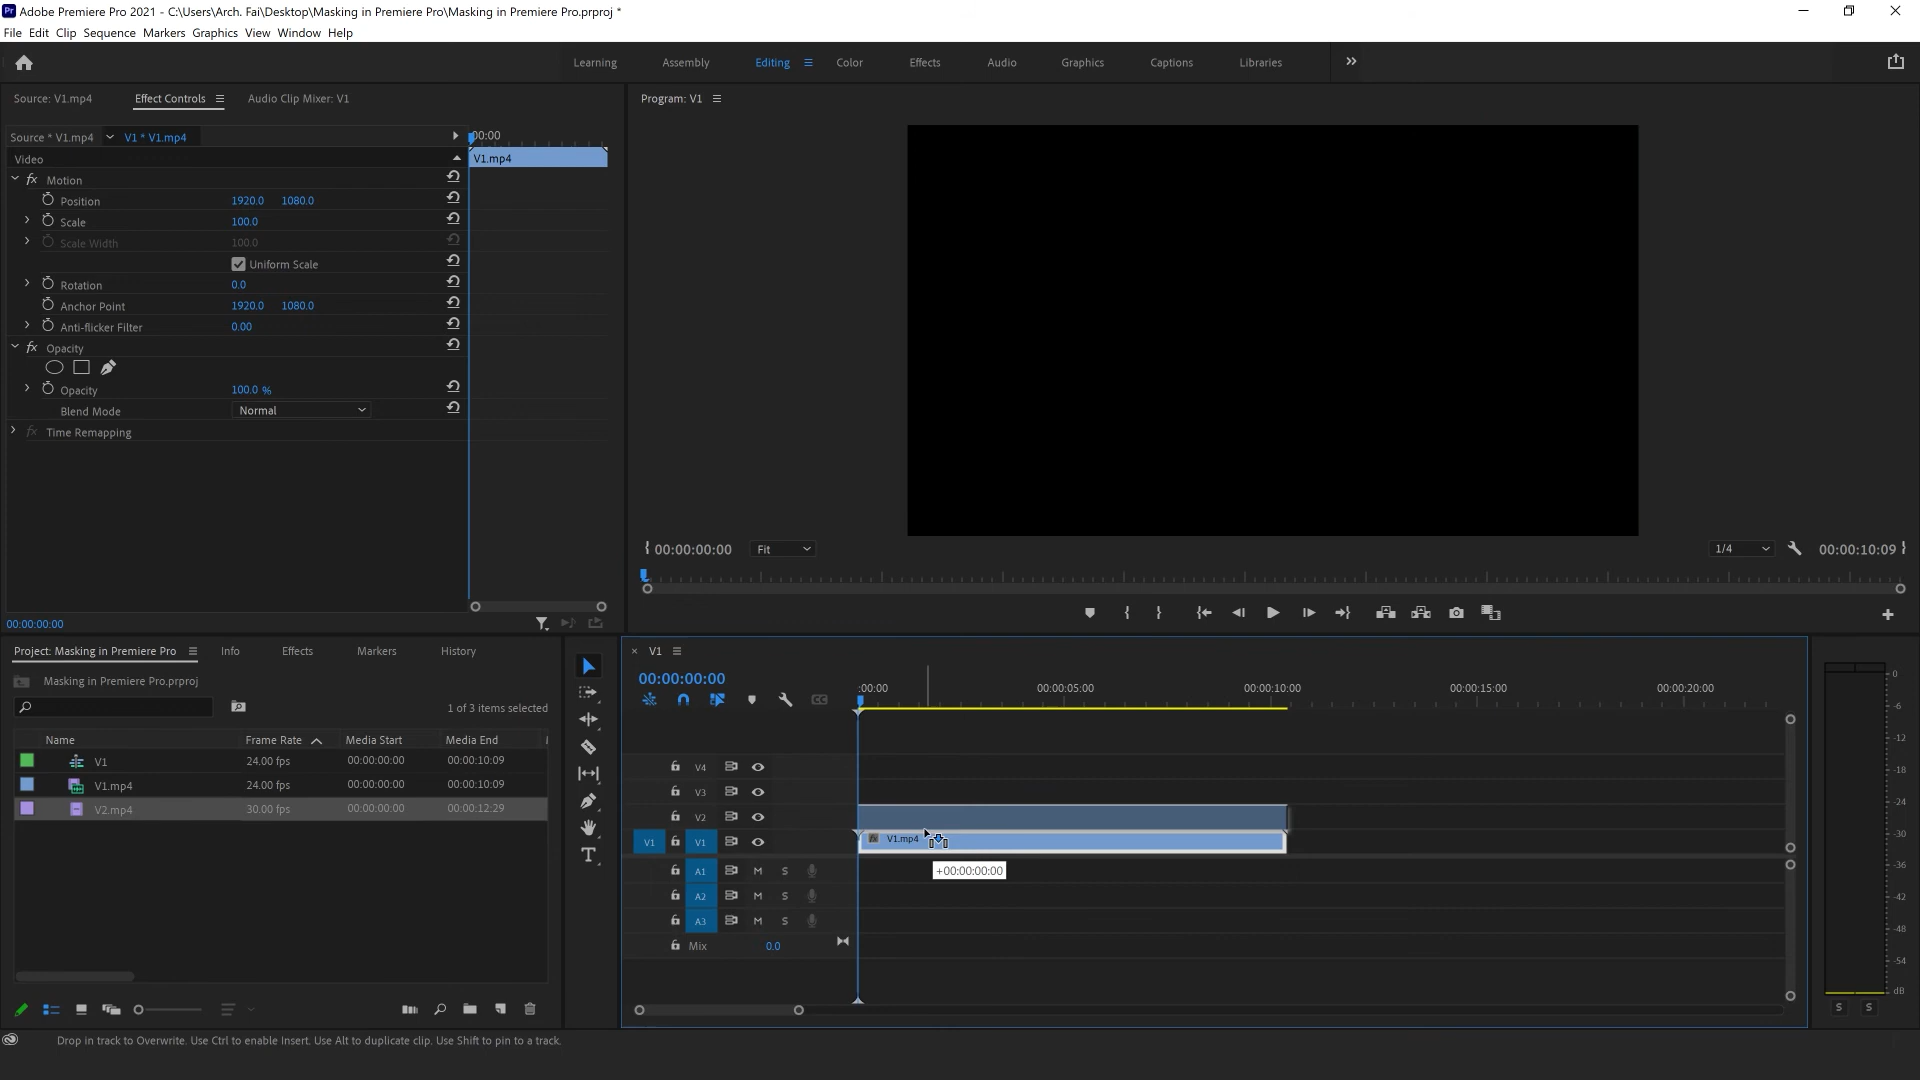 Adobe Premiere Pro 2021 - C:\Users\Arch. Fai\Desktop\Masking in Premiere Pro\Masking in Premiere Pro.prproj *
File Edit Clip Sequence Markers Graphics View Window Help
Learning Assembly Editing Color Effects Audio Graphics Captions Libraries
Source: V1.mp4 Effect Controls Audio Clip Mixer: V1
Program: V1
Source * V1.mp4 V1 * V1.mp4 00:00
Video V1.mp4
fx Motion
Position 1920.0 1080.0
Scale 100.0
Scale Width 100.0
Uniform Scale
Rotation 0.0
Anchor Point 1920.0 1080.0
Anti-flicker Filter 0.00
fx Opacity
Opacity 100.0 %
Blend Mode Normal
fx Time Remapping
00:00:00:00
00:00:00:00 Fit 1/4 00:00:10:09
Project: Masking in Premiere Pro Info Effects Markers History
Masking in Premiere Pro.prproj
1 of 3 items selected
Name Frame Rate Media Start Media End
V1 24.00 fps 00:00:00:00 00:00:10:09
V1.mp4 24.00 fps 00:00:00:00 00:00:10:09
V2.mp4 30.00 fps 00:00:00:00 00:00:12:29
V1
00:00:00:00
:00:00 00:00:05:00 00:00:10:00 00:00:15:00 00:00:20:00
V4
V3
V2
V1 V1 V1.mp4
A1 M S
+00:00:00:00
A2 M S
A3 M S
Mix 0.0
0
-6
-12
-18
-24
-30
-36
-42
-48
-54
dB
S S
Drop in track to Overwrite. Use Ctrl to enable Insert. Use Alt to duplicate clip. Use Shift to pin to a track.